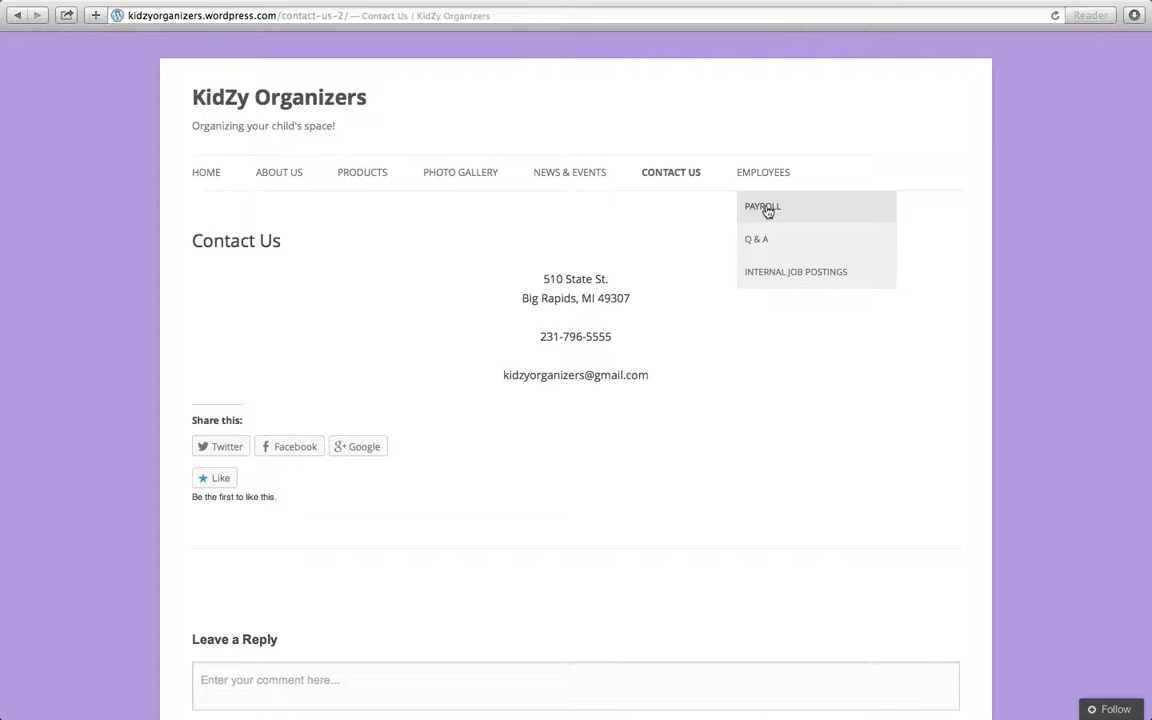 kidzyorganizers.wordpress.com/contact-us-2/ — Contact Us | KidZy Organizers
Reader
KidZy Organizers
Organizing your child's space!
HOME ABOUT US PRODUCTS PHOTO GALLERY NEWS & EVENTS CONTACT US EMPLOYEES
PAYROLL
Q & A
INTERNAL JOB POSTINGS
Contact Us
510 State St.
Big Rapids, MI 49307
231-796-5555
kidzyorganizers@gmail.com
Share this:
Twitter Facebook Google
Like
Be the first to like this.
Leave a Reply
Enter your comment here...
Follow